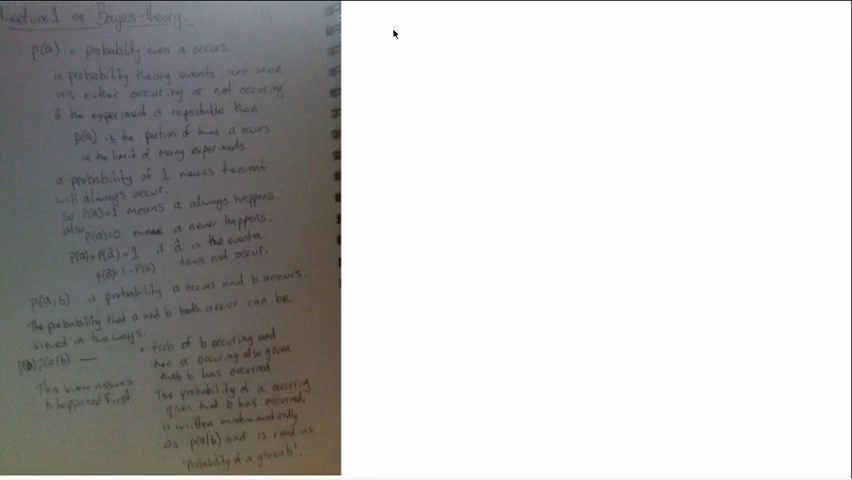 Lecture 1 on Bayes theory.
p(a) = probability even a occurs.
in probability theory events are seen
as either occuring or not occuring
if the experiment is repeatable then
p(a) is the portion of times a occurs
in the limit of many experiments
a probability of 1 means the event
will always occur.
so P(a)=1 means a always happens.
also P(a)=0 means a never happens.
P(a)+P(â)=1 if â is the event a
P(â)=1-P(a) does not occur.
p(a,b) is probability a occurs and b occurs.
The probability that a and b both occur can be
viewed in two ways.
p(b)p(a|b) — • Prob of b occuring and
then a occuring also given
that b has occurred
This view assumes
b happened first
The probability of a occurring
given that b has occurred,
is written mathematically
as p(a|b) and is read as
'Probability of a given b'.